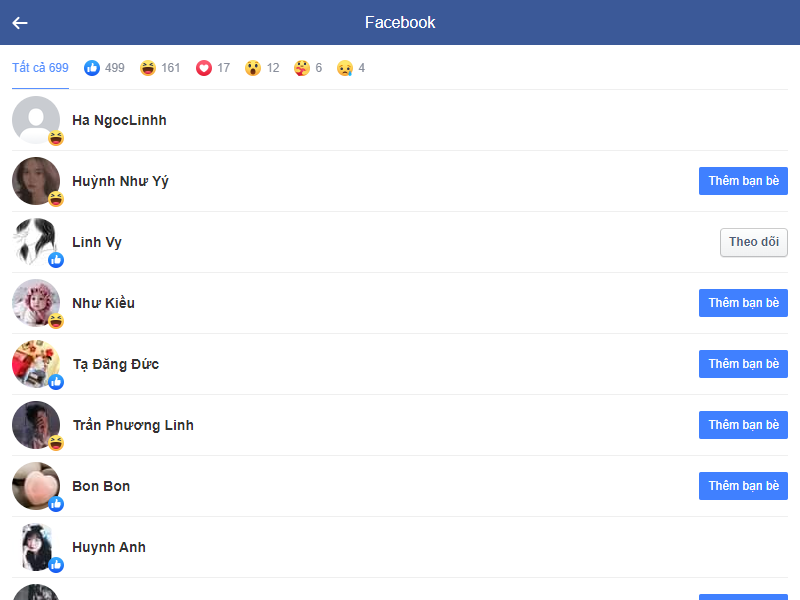 Facebook
Tất cả 699 499 161 17 12 6 4
Ha NgocLinhh
Huỳnh Như Yý Thêm bạn bè
Linh Vy Theo dõi
Như Kiều Thêm bạn bè
Tạ Đăng Đức Thêm bạn bè
Trần Phương Linh Thêm bạn bè
Bon Bon Thêm bạn bè
Huynh Anh